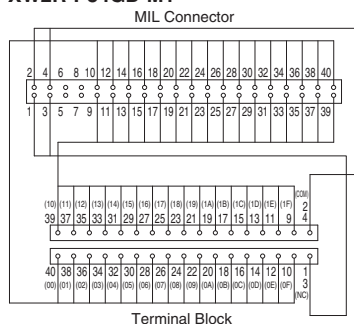 MIL Connector
2 4 6 8 10 12 14 16 18 20 22 24 26 28 30 32 34 36 38 40
1 3 5 7 9 11 13 15 17 19 21 23 25 27 29 31 33 35 37 39
(COM)
(10) (11) (12) (13) (14) (15) (16) (17) (18) (19) (1A) (1B) (1C) (1D) (1E) (1F) 2
39 37 35 33 31 29 27 25 23 21 19 17 15 13 11 9 4
40 38 36 34 32 30 28 26 24 22 20 18 16 14 12 10 1
(00) (01) (02) (03) (04) (05) (06) (07) (08) (09) (0A) (0B) (0C) (0D) (0E) (0F) 3
(NC)
Terminal Block